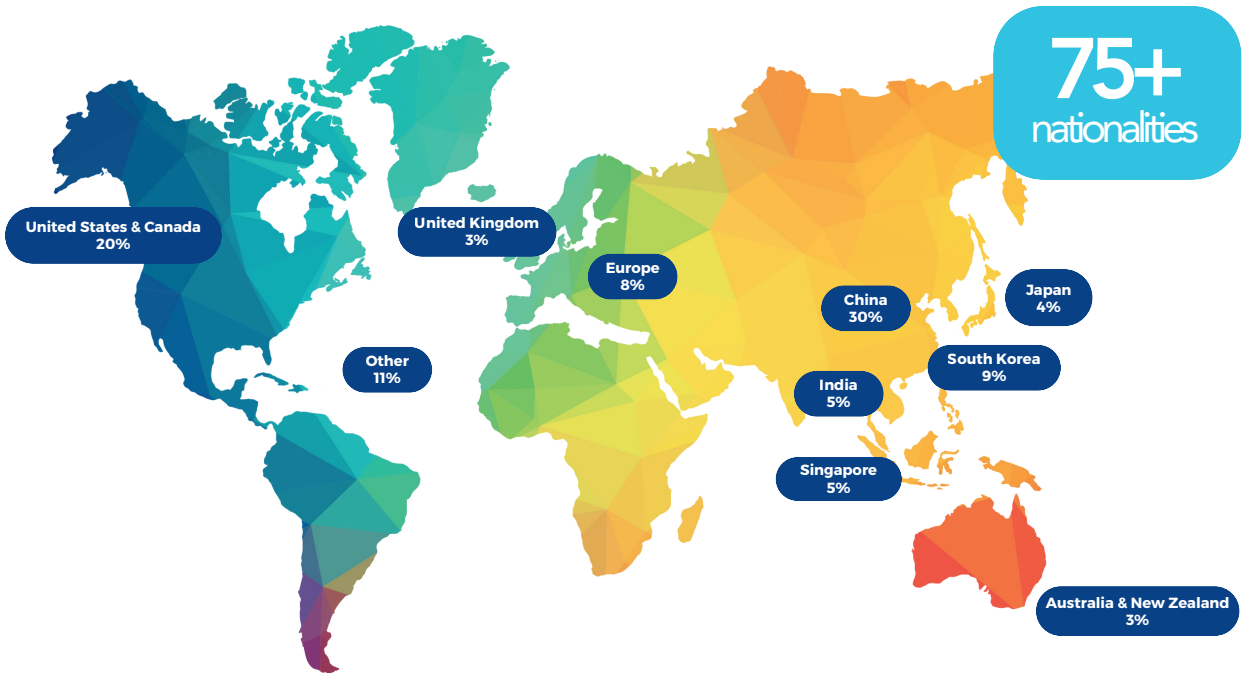 75+
nationalities
United States & Canada
20%
United Kingdom
3%
Europe
8%
China
30%
Japan
4%
Other
11%
South Korea
9%
India
5%
Singapore
5%
Australia & New Zealand
3%